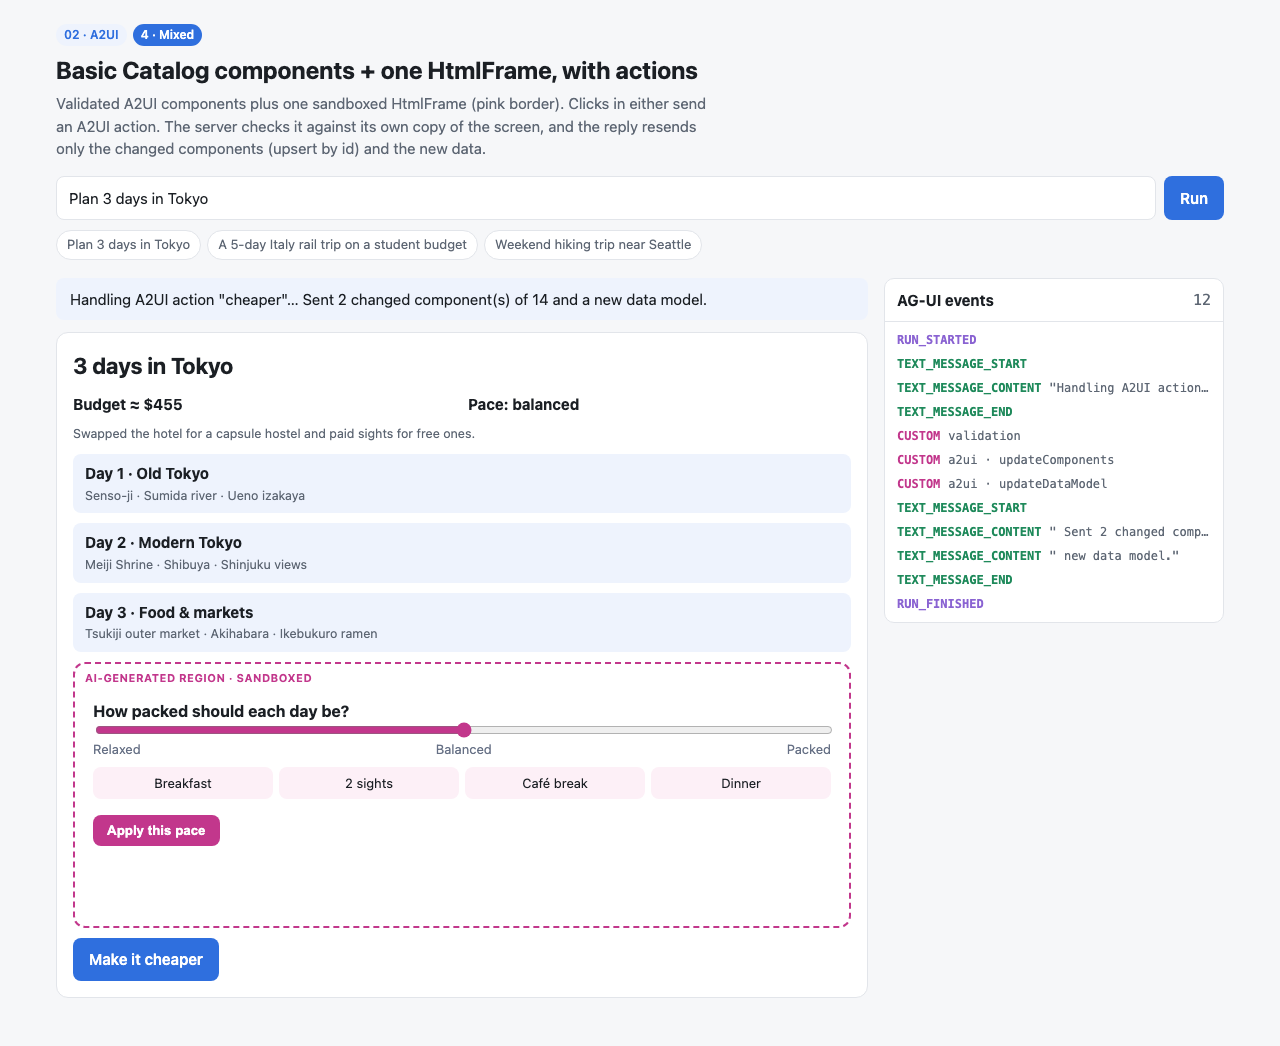 02 · A2UI 4 · Mixed
Basic Catalog components + one HtmlFrame, with actions
Validated A2UI components plus one sandboxed HtmlFrame (pink border). Clicks in either send
an A2UI action. The server checks it against its own copy of the screen, and the reply resends
only the changed components (upsert by id) and the new data.
Plan 3 days in Tokyo Run
Plan 3 days in Tokyo A 5-day Italy rail trip on a student budget Weekend hiking trip near Seattle
Handling A2UI action "cheaper"... Sent 2 changed component(s) of 14 and a new data model.
3 days in Tokyo
Budget ≈ $455 Pace: balanced
Swapped the hotel for a capsule hostel and paid sights for free ones.
Day 1 · Old Tokyo
Senso-ji · Sumida river · Ueno izakaya
Day 2 · Modern Tokyo
Meiji Shrine · Shibuya · Shinjuku views
Day 3 · Food & markets
Tsukiji outer market · Akihabara · Ikebukuro ramen
AI-GENERATED REGION · SANDBOXED
How packed should each day be?
Relaxed Balanced Packed
Breakfast 2 sights Café break Dinner
Apply this pace
Make it cheaper
AG-UI events 12
RUN_STARTED
TEXT_MESSAGE_START
TEXT_MESSAGE_CONTENT "Handling A2UI action…
TEXT_MESSAGE_END
CUSTOM validation
CUSTOM a2ui · updateComponents
CUSTOM a2ui · updateDataModel
TEXT_MESSAGE_START
TEXT_MESSAGE_CONTENT " Sent 2 changed comp…
TEXT_MESSAGE_CONTENT " new data model."
TEXT_MESSAGE_END
RUN_FINISHED